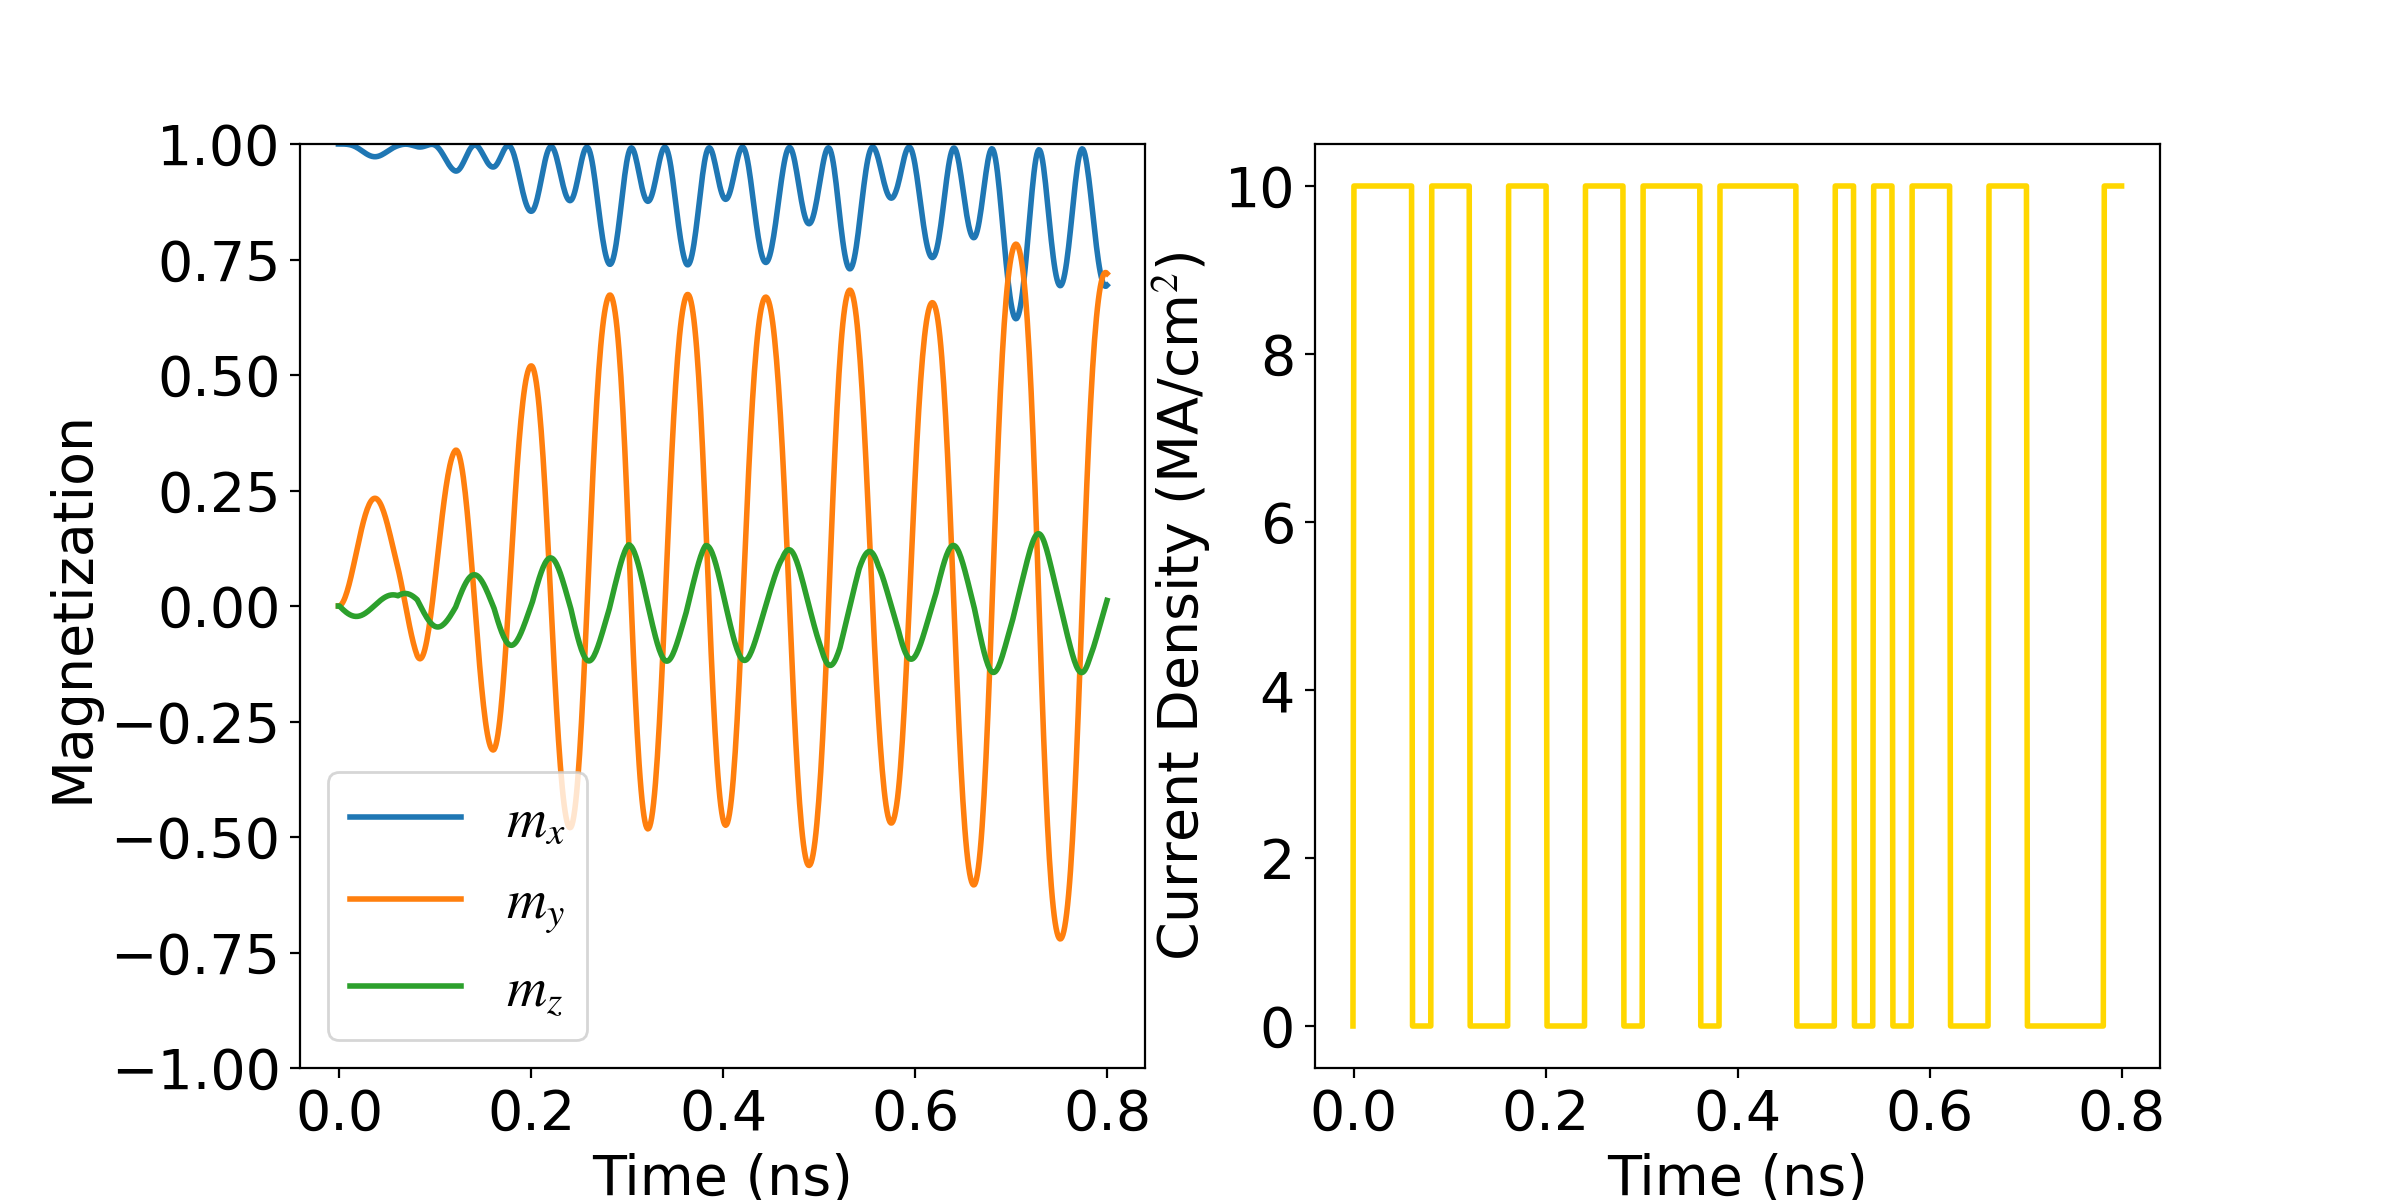 Magnetization
1.00
0.75
0.50
0.25
0.00
−0.25
−0.50
−0.75
−1.00
m_x
m_y
m_z
0.0 0.2 0.4 0.6 0.8
Time (ns)
Current Density (MA/cm²)
10
8
6
4
2
0
0.0 0.2 0.4 0.6 0.8
Time (ns)